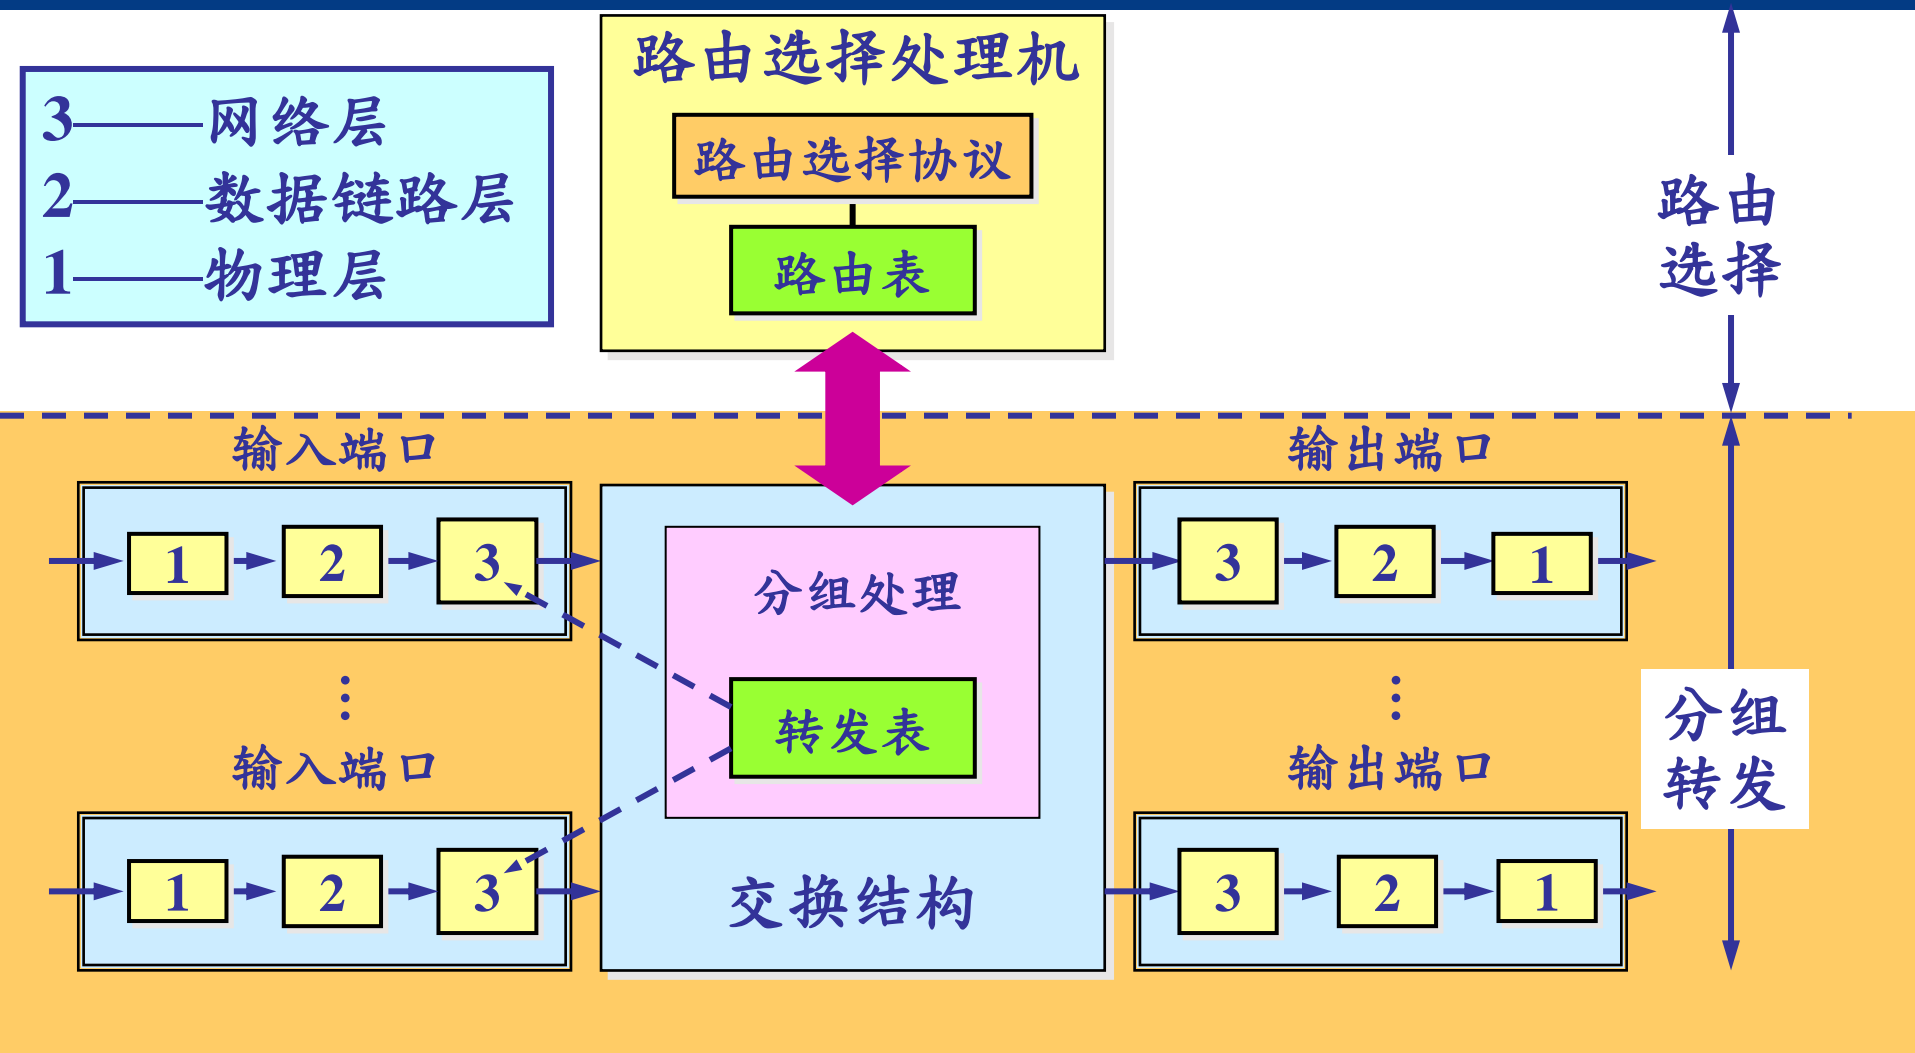 3——网络层
2——数据链路层
1——物理层
路由选择处理机
路由选择协议
路由表
路由
选择
输入端口
输出端口
1 2 3
分组处理
3 2 1
转发表
⋮
⋮
分组
转发
输入端口
输出端口
1 2 3
交换结构
3 2 1